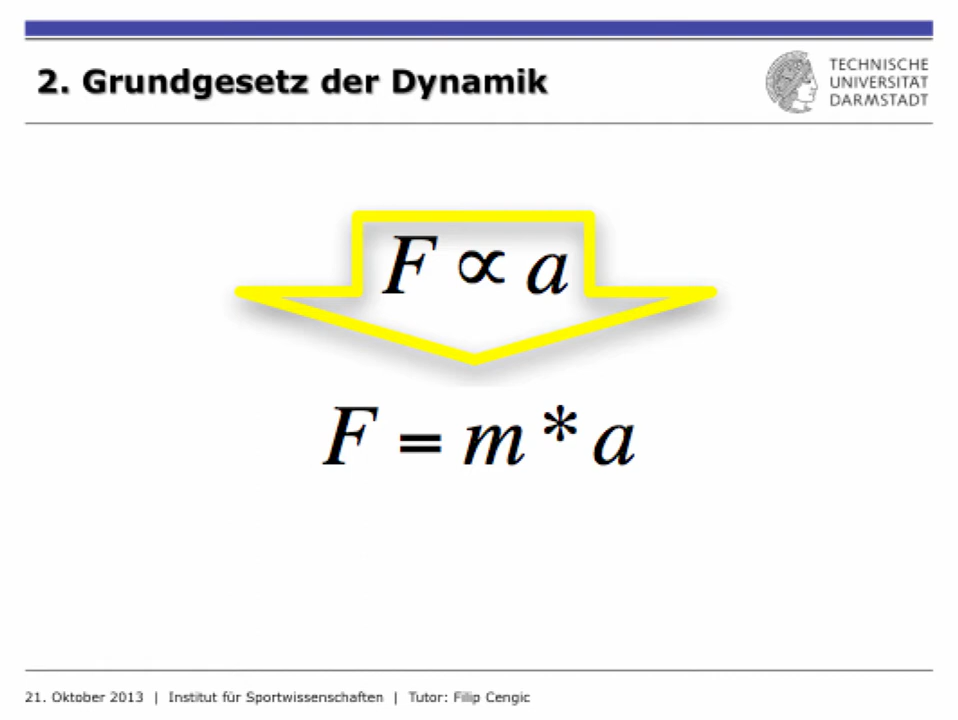 2. Grundgesetz der Dynamik
TECHNISCHE
UNIVERSITÄT
DARMSTADT
F ∝ a
F = m * a
21. Oktober 2013 | Institut für Sportwissenschaften | Tutor: Filip Cengic